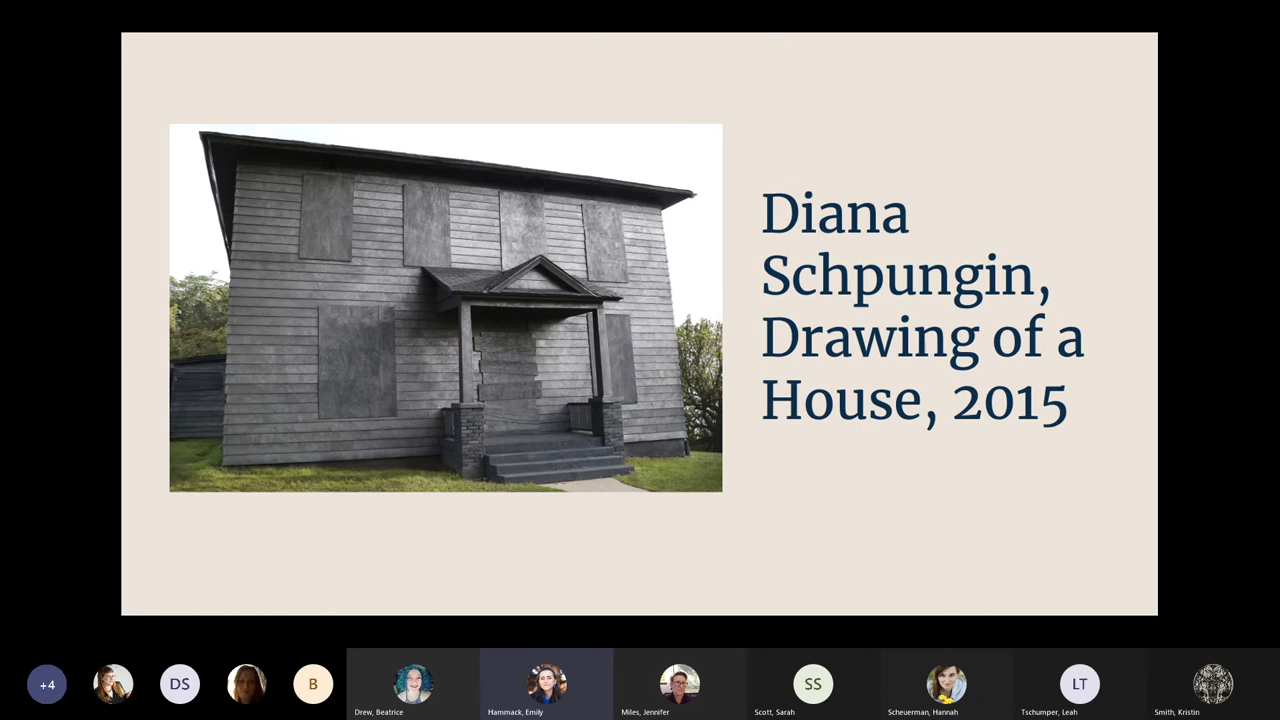 Diana
Schpungin,
Drawing of a
House, 2015
+4
DS
B
SS
LT
Drew, Beatrice
Hammack, Emily
Miles, Jennifer
Scott, Sarah
Scheuerman, Hannah
Tschumper, Leah
Smith, Kristin